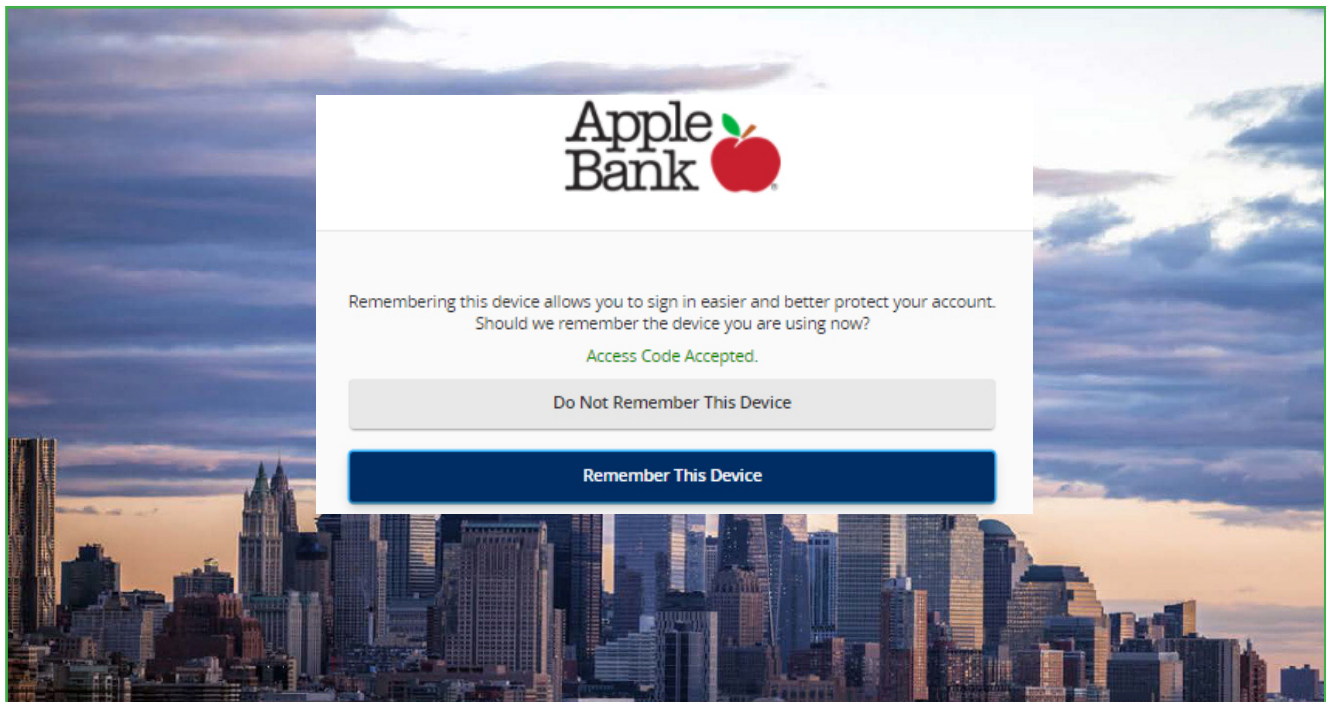 Apple
Bank
Remembering this device allows you to sign in easier and better protect your account.
Should we remember the device you are using now?
Access Code Accepted.
Do Not Remember This Device
Remember This Device